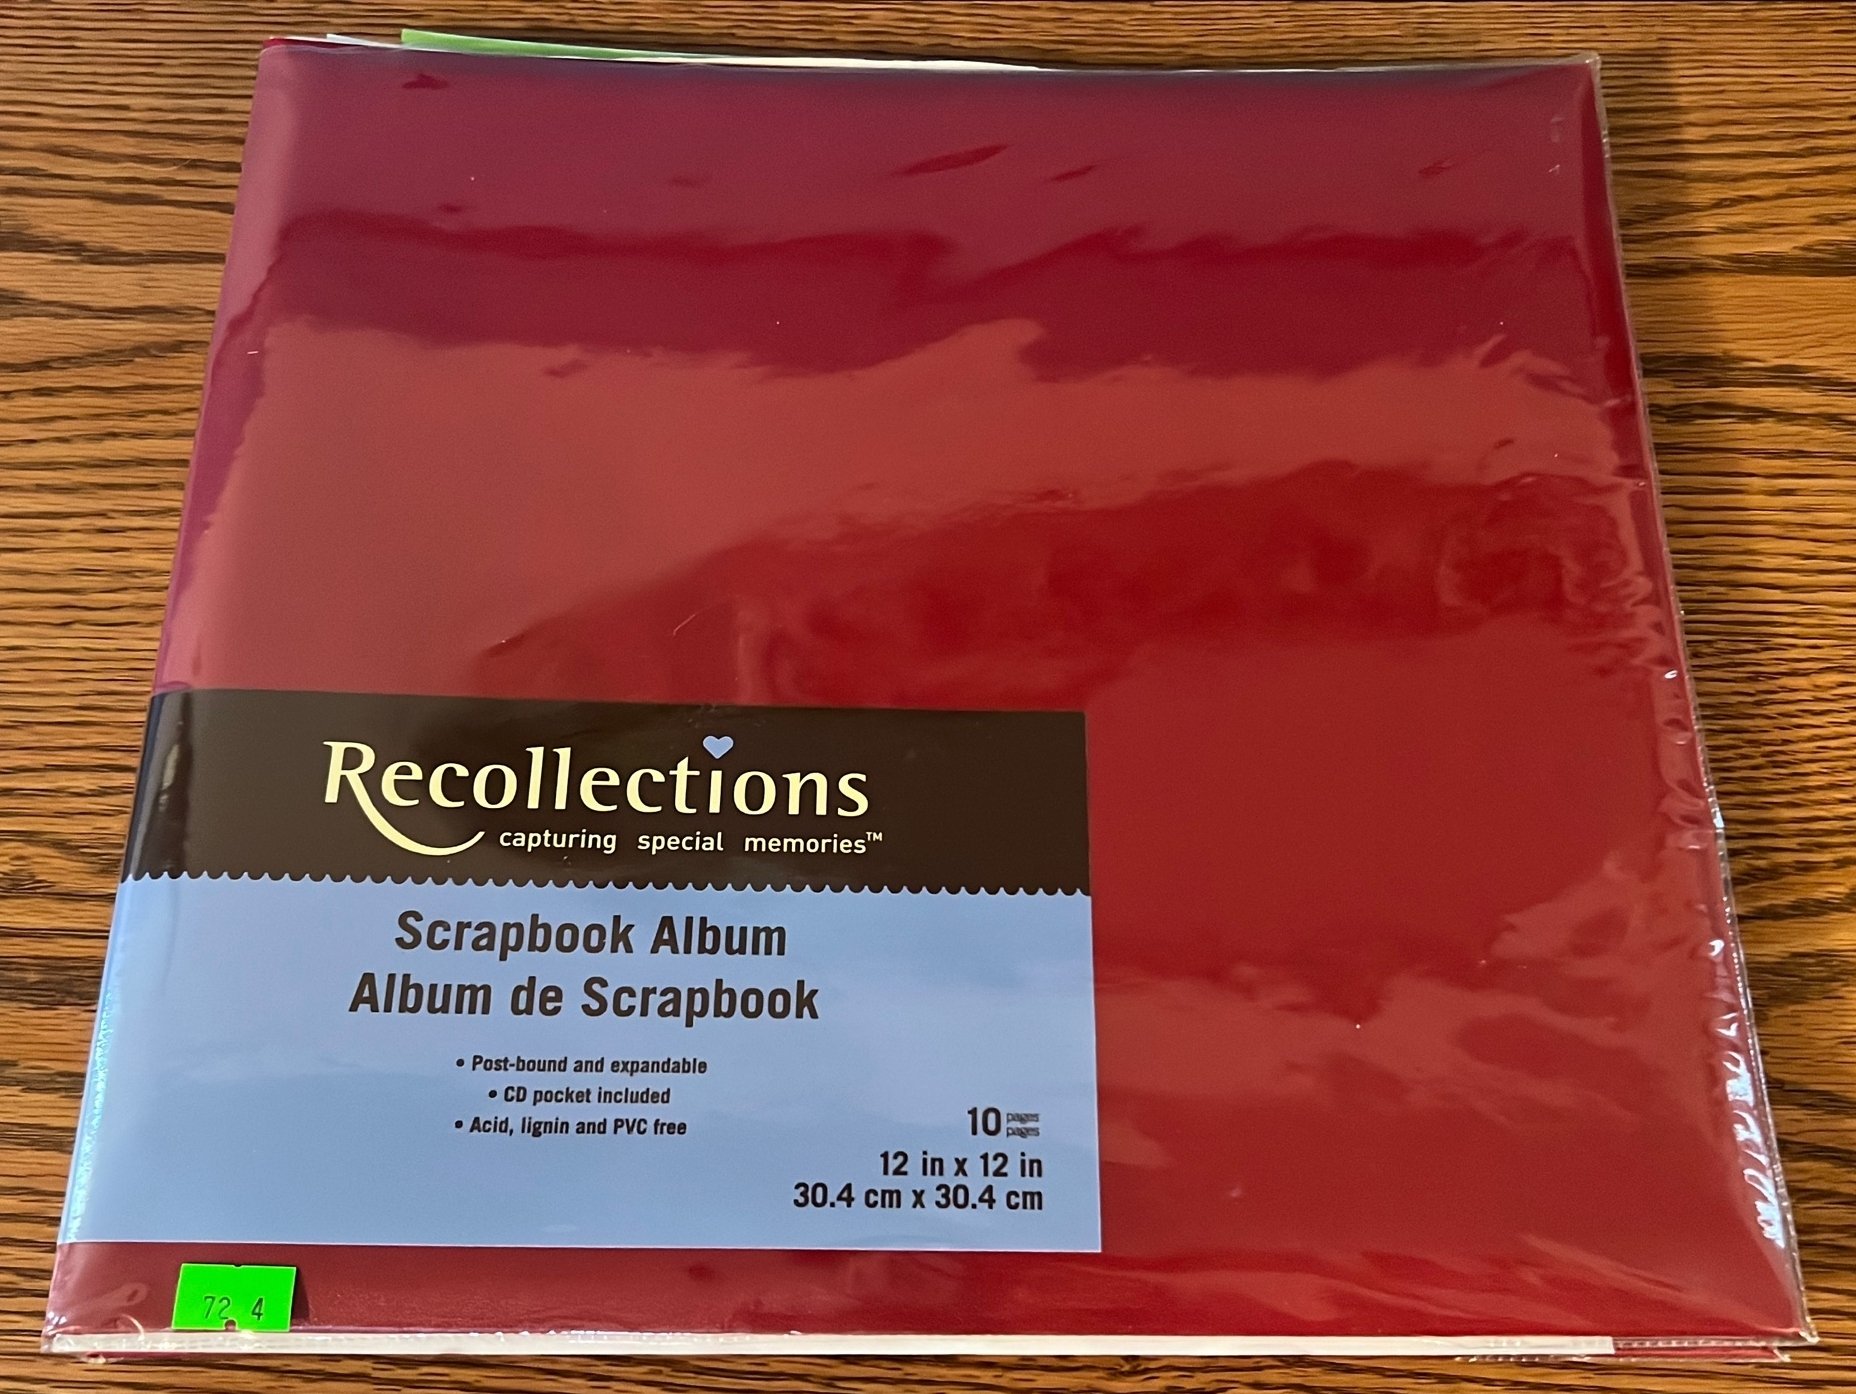 Recollections
capturing special memories™
Scrapbook Album
Album de Scrapbook
• Post-bound and expandable
• CD pocket included
• Acid, lignin and PVC free
10 pages
pages
12 in x 12 in
30.4 cm x 30.4 cm
72 4